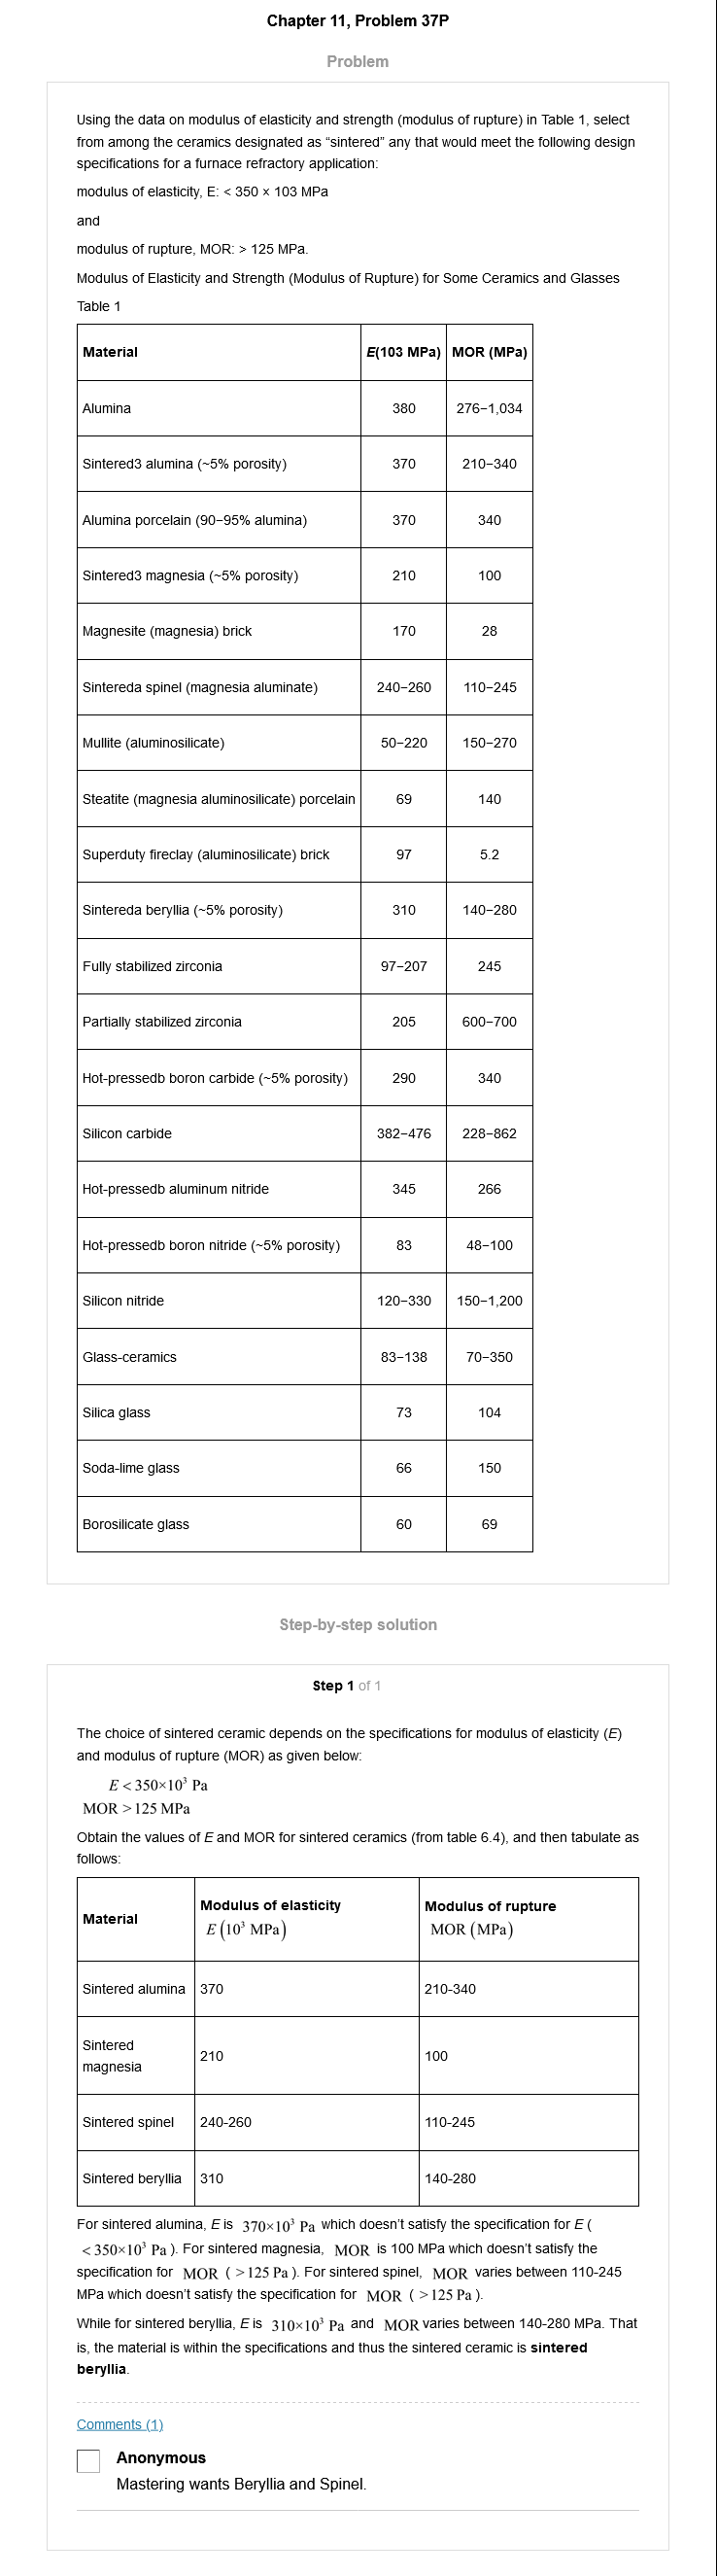 Chapter 11, Problem 37P
Problem
Using the data on modulus of elasticity and strength (modulus of rupture) in Table 1, select
from among the ceramics designated as “sintered” any that would meet the following design
specifications for a furnace refractory application:
modulus of elasticity, E: < 350 × 103 MPa
and
modulus of rupture, MOR: > 125 MPa.
Modulus of Elasticity and Strength (Modulus of Rupture) for Some Ceramics and Glasses
Table 1
Material E(103 MPa) MOR (MPa)
Alumina 380 276–1,034
Sintered3 alumina (~5% porosity) 370 210–340
Alumina porcelain (90–95% alumina) 370 340
Sintered3 magnesia (~5% porosity) 210 100
Magnesite (magnesia) brick 170 28
Sintereda spinel (magnesia aluminate) 240–260 110–245
Mullite (aluminosilicate) 50–220 150–270
Steatite (magnesia aluminosilicate) porcelain 69 140
Superduty fireclay (aluminosilicate) brick 97 5.2
Sintereda beryllia (~5% porosity) 310 140–280
Fully stabilized zirconia 97–207 245
Partially stabilized zirconia 205 600–700
Hot-pressedb boron carbide (~5% porosity) 290 340
Silicon carbide 382–476 228–862
Hot-pressedb aluminum nitride 345 266
Hot-pressedb boron nitride (~5% porosity) 83 48–100
Silicon nitride 120–330 150–1,200
Glass-ceramics 83–138 70–350
Silica glass 73 104
Soda-lime glass 66 150
Borosilicate glass 60 69
Step-by-step solution
Step 1 of 1
The choice of sintered ceramic depends on the specifications for modulus of elasticity (E)
and modulus of rupture (MOR) as given below:
E < 350×10³ Pa
MOR > 125 MPa
Obtain the values of E and MOR for sintered ceramics (from table 6.4), and then tabulate as
follows:
Material Modulus of elasticity E (10³ MPa) Modulus of rupture MOR (MPa)
Sintered alumina 370 210-340
Sintered magnesia 210 100
Sintered spinel 240-260 110-245
Sintered beryllia 310 140-280
For sintered alumina, E is 370×10³ Pa which doesn’t satisfy the specification for E (
< 350×10³ Pa ). For sintered magnesia, MOR is 100 MPa which doesn’t satisfy the
specification for MOR ( > 125 Pa ). For sintered spinel, MOR varies between 110-245
MPa which doesn’t satisfy the specification for MOR ( > 125 Pa ).
While for sintered beryllia, E is 310×10³ Pa and MOR varies between 140-280 MPa. That
is, the material is within the specifications and thus the sintered ceramic is sintered
beryllia.
Comments (1)
Anonymous
Mastering wants Beryllia and Spinel.